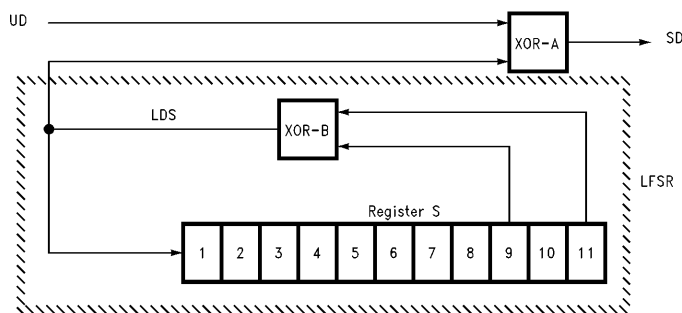 UD
XOR-A
SD
LDS
XOR-B
LFSR
Register S
1 2 3 4 5 6 7 8 9 10 11